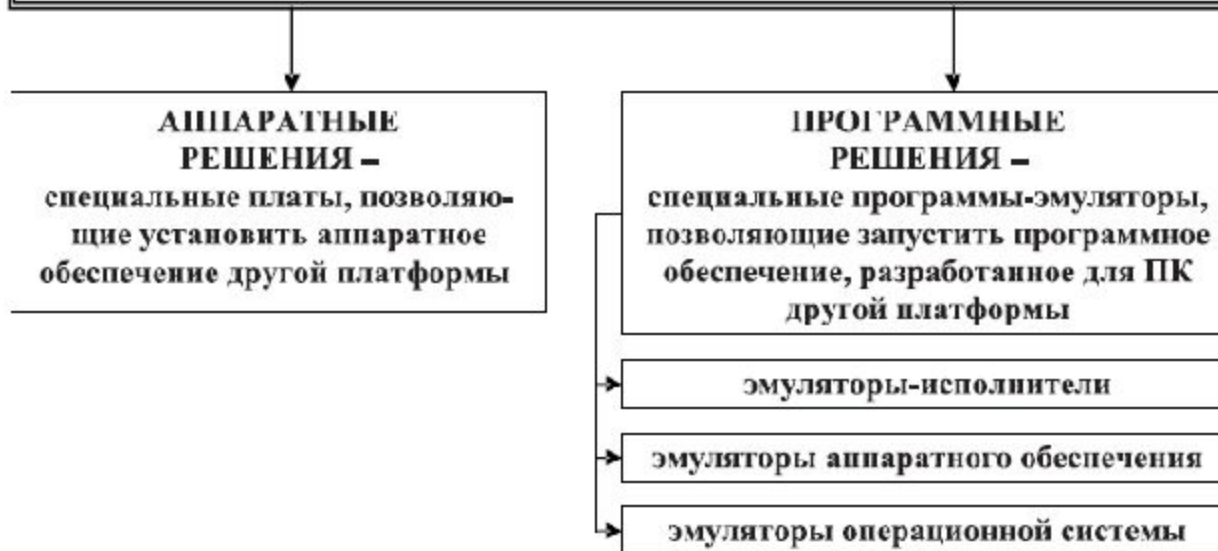 АППАРАТНЫЕ
РЕШЕНИЯ –
специальные платы, позволяю-
щие установить аппаратное
обеспечение другой платформы
ПРОГРАММНЫЕ
РЕШЕНИЯ –
специальные программы-эмуляторы,
позволяющие запустить программное
обеспечение, разработанное для ПК
другой платформы
эмуляторы-исполнители
эмуляторы аппаратного обеспечения
эмуляторы операционной системы